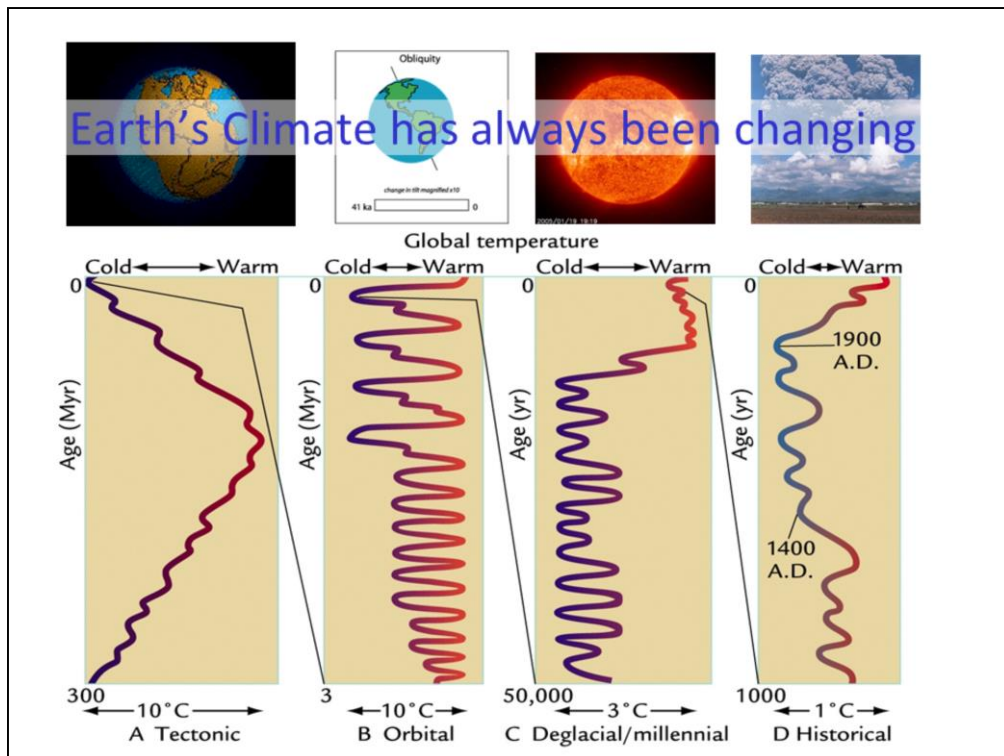 Obliquity
Earth's Climate has always been changing
change in tilt magnified x10
41 ka 0
2005/01/19 19:19
Global temperature
Cold Warm Cold Warm Cold Warm Cold Warm
0 0 0 0
1900
A.D.
Age (Myr) Age (Myr) Age (yr) Age (yr)
1400
A.D.
300 3 50,000 1000
10°C 10°C 3°C 1°C
A Tectonic B Orbital C Deglacial/millennial D Historical